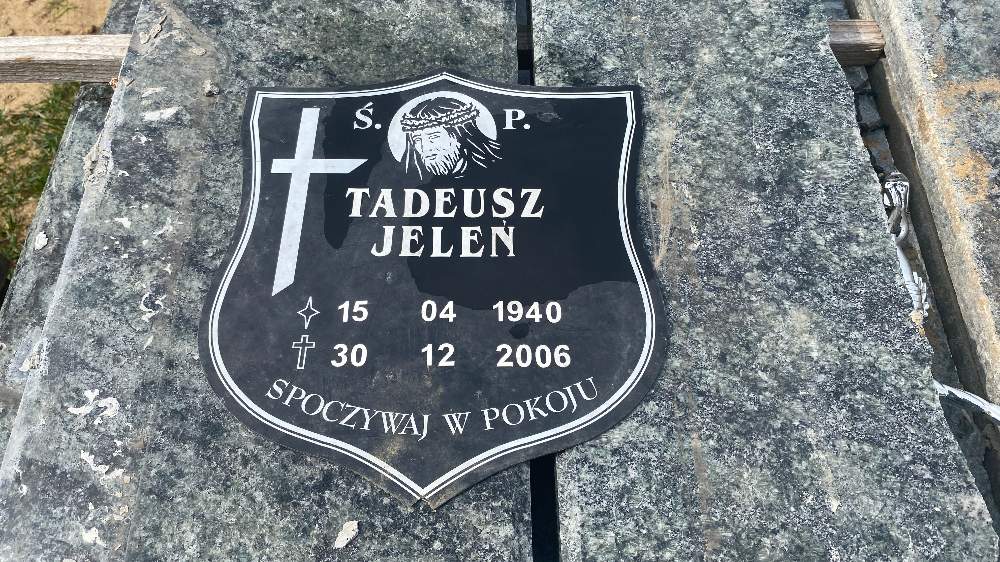 Ś. P.
TADEUSZ
JELEŃ
15 04 1940
30 12 2006
SPOCZYWAJ W POKOJU